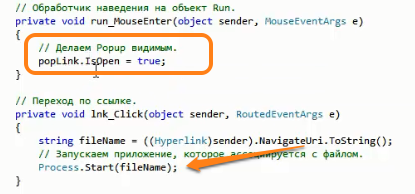 // Обработчик наведения на объект Run.
private void run_MouseEnter(object sender, MouseEventArgs e)
{
// Делаем Popup видимым.
popLink.IsOpen = true;
}
// Переход по ссылке.
private void lnk_Click(object sender, RoutedEventArgs e)
{
string fileName = ((Hyperlink)sender).NavigateUri.ToString();
// Запускаем приложение, которое ассоциируется с файлом.
Process.Start(fileName);
}